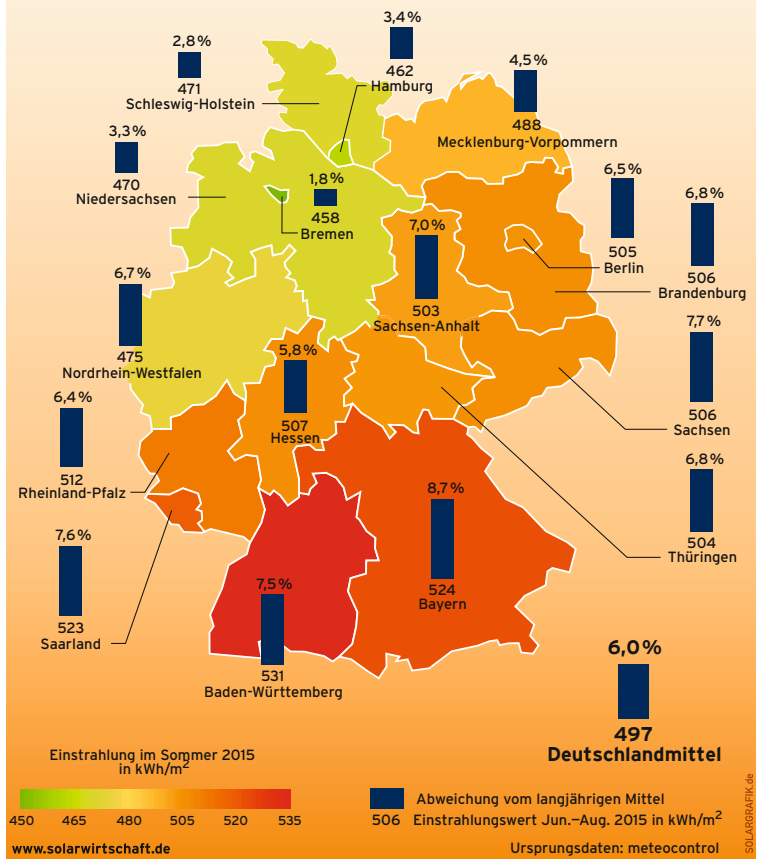 3,4%
462
Hamburg
2,8%
471
Schleswig-Holstein
4,5%
488
Mecklenburg-Vorpommern
3,3%
470
Niedersachsen
1,8%
458
Bremen
6,5%
505
Berlin
6,8%
506
Brandenburg
7,0%
503
Sachsen-Anhalt
6,7%
475
Nordrhein-Westfalen
5,8%
507
Hessen
7,7%
506
Sachsen
6,4%
512
Rheinland-Pfalz
6,8%
504
Thüringen
8,7%
524
Bayern
7,6%
523
Saarland
7,5%
531
Baden-Württemberg
6,0%
497
Deutschlandmittel
Einstrahlung im Sommer 2015
in kWh/m²
450 465 480 505 520 535
Abweichung vom langjährigen Mittel
506 Einstrahlungswert Jun.–Aug. 2015 in kWh/m²
www.solarwirtschaft.de
Ursprungsdaten: meteocontrol
SOLARGRAFIK.de